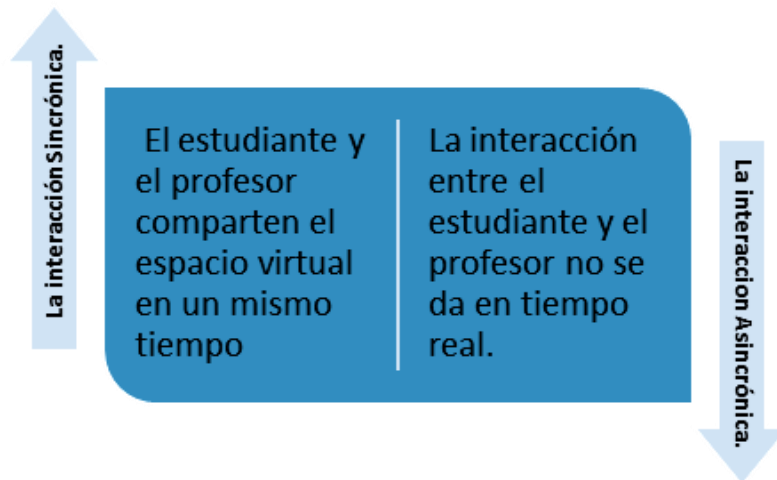 La interacción Sincrónica.
El estudiante y
el profesor
comparten el
espacio virtual
en un mismo
tiempo
La interacción
entre el
estudiante y el
profesor no se
da en tiempo
real.
La interaccion Asincrónica.